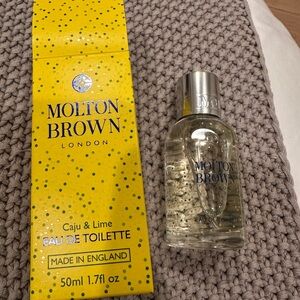 MOLTON
BROWN
LONDON
Caju & Lime
EAU DE TOILETTE
MADE IN ENGLAND
50ml 1.7fl oz
MOLTON
BROWN